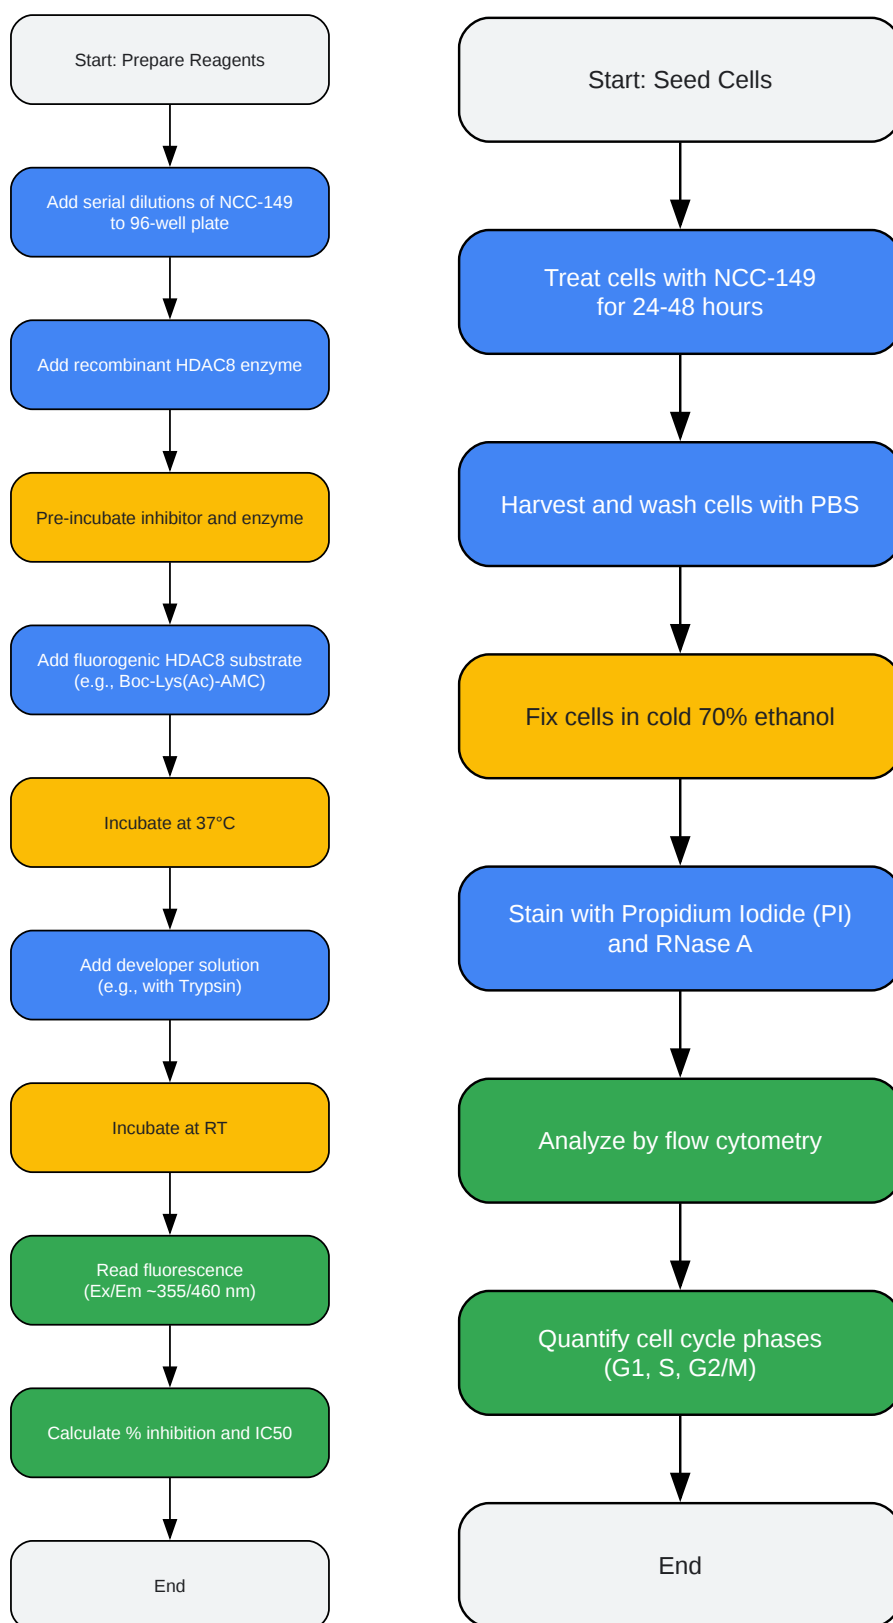 Start: Prepare Reagents
Add serial dilutions of NCC-149
to 96-well plate
Add recombinant HDAC8 enzyme
Pre-incubate inhibitor and enzyme
Add fluorogenic HDAC8 substrate
(e.g., Boc-Lys(Ac)-AMC)
Incubate at 37°C
Add developer solution
(e.g., with Trypsin)
Incubate at RT
Read fluorescence
(Ex/Em ~355/460 nm)
Calculate % inhibition and IC50
End
Start: Seed Cells
Treat cells with NCC-149
for 24-48 hours
Harvest and wash cells with PBS
Fix cells in cold 70% ethanol
Stain with Propidium Iodide (PI)
and RNase A
Analyze by flow cytometry
Quantify cell cycle phases
(G1, S, G2/M)
End